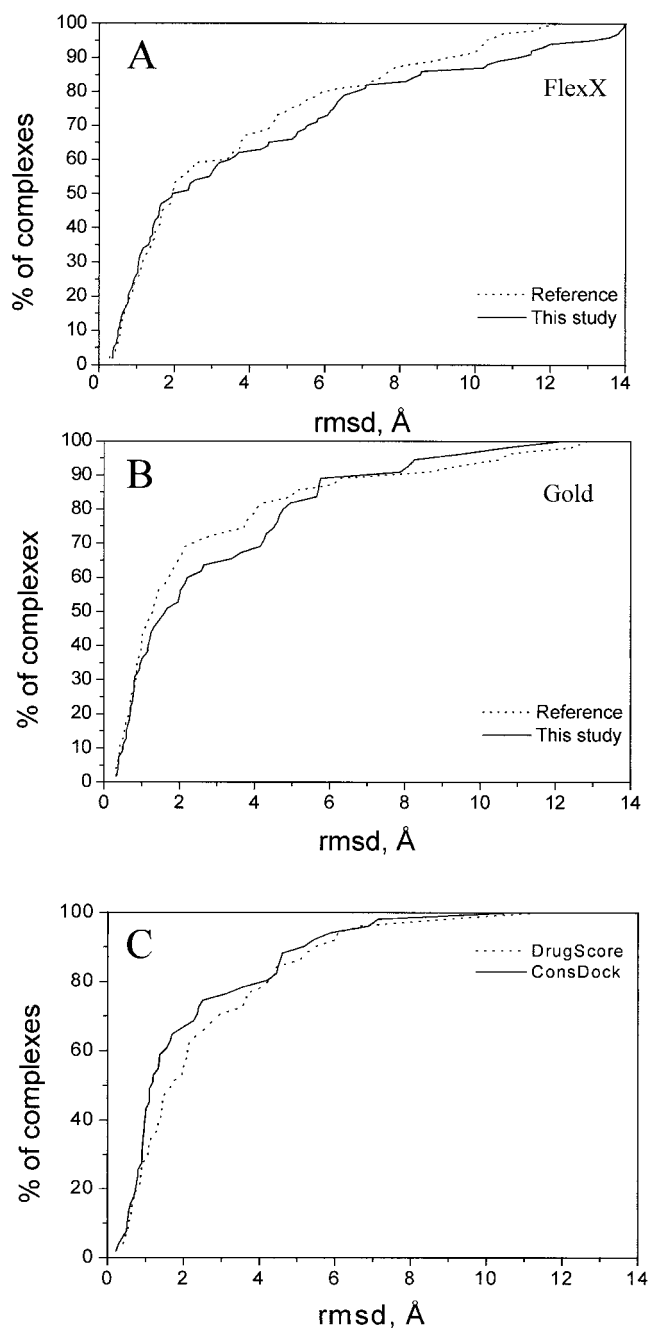 A
FlexX
% of complexes
100
90
80
70
60
50
40
30
20
10
0
Reference
This study
0 2 4 6 8 10 12 14
rmsd, Å
B
Gold
% of complexex
100
90
80
70
60
50
40
30
20
10
0
Reference
This study
0 2 4 6 8 10 12 14
rmsd, Å
C
DrugScore
ConsDock
% of complexes
100
80
60
40
20
0
0 2 4 6 8 10 12 14
rmsd, Å